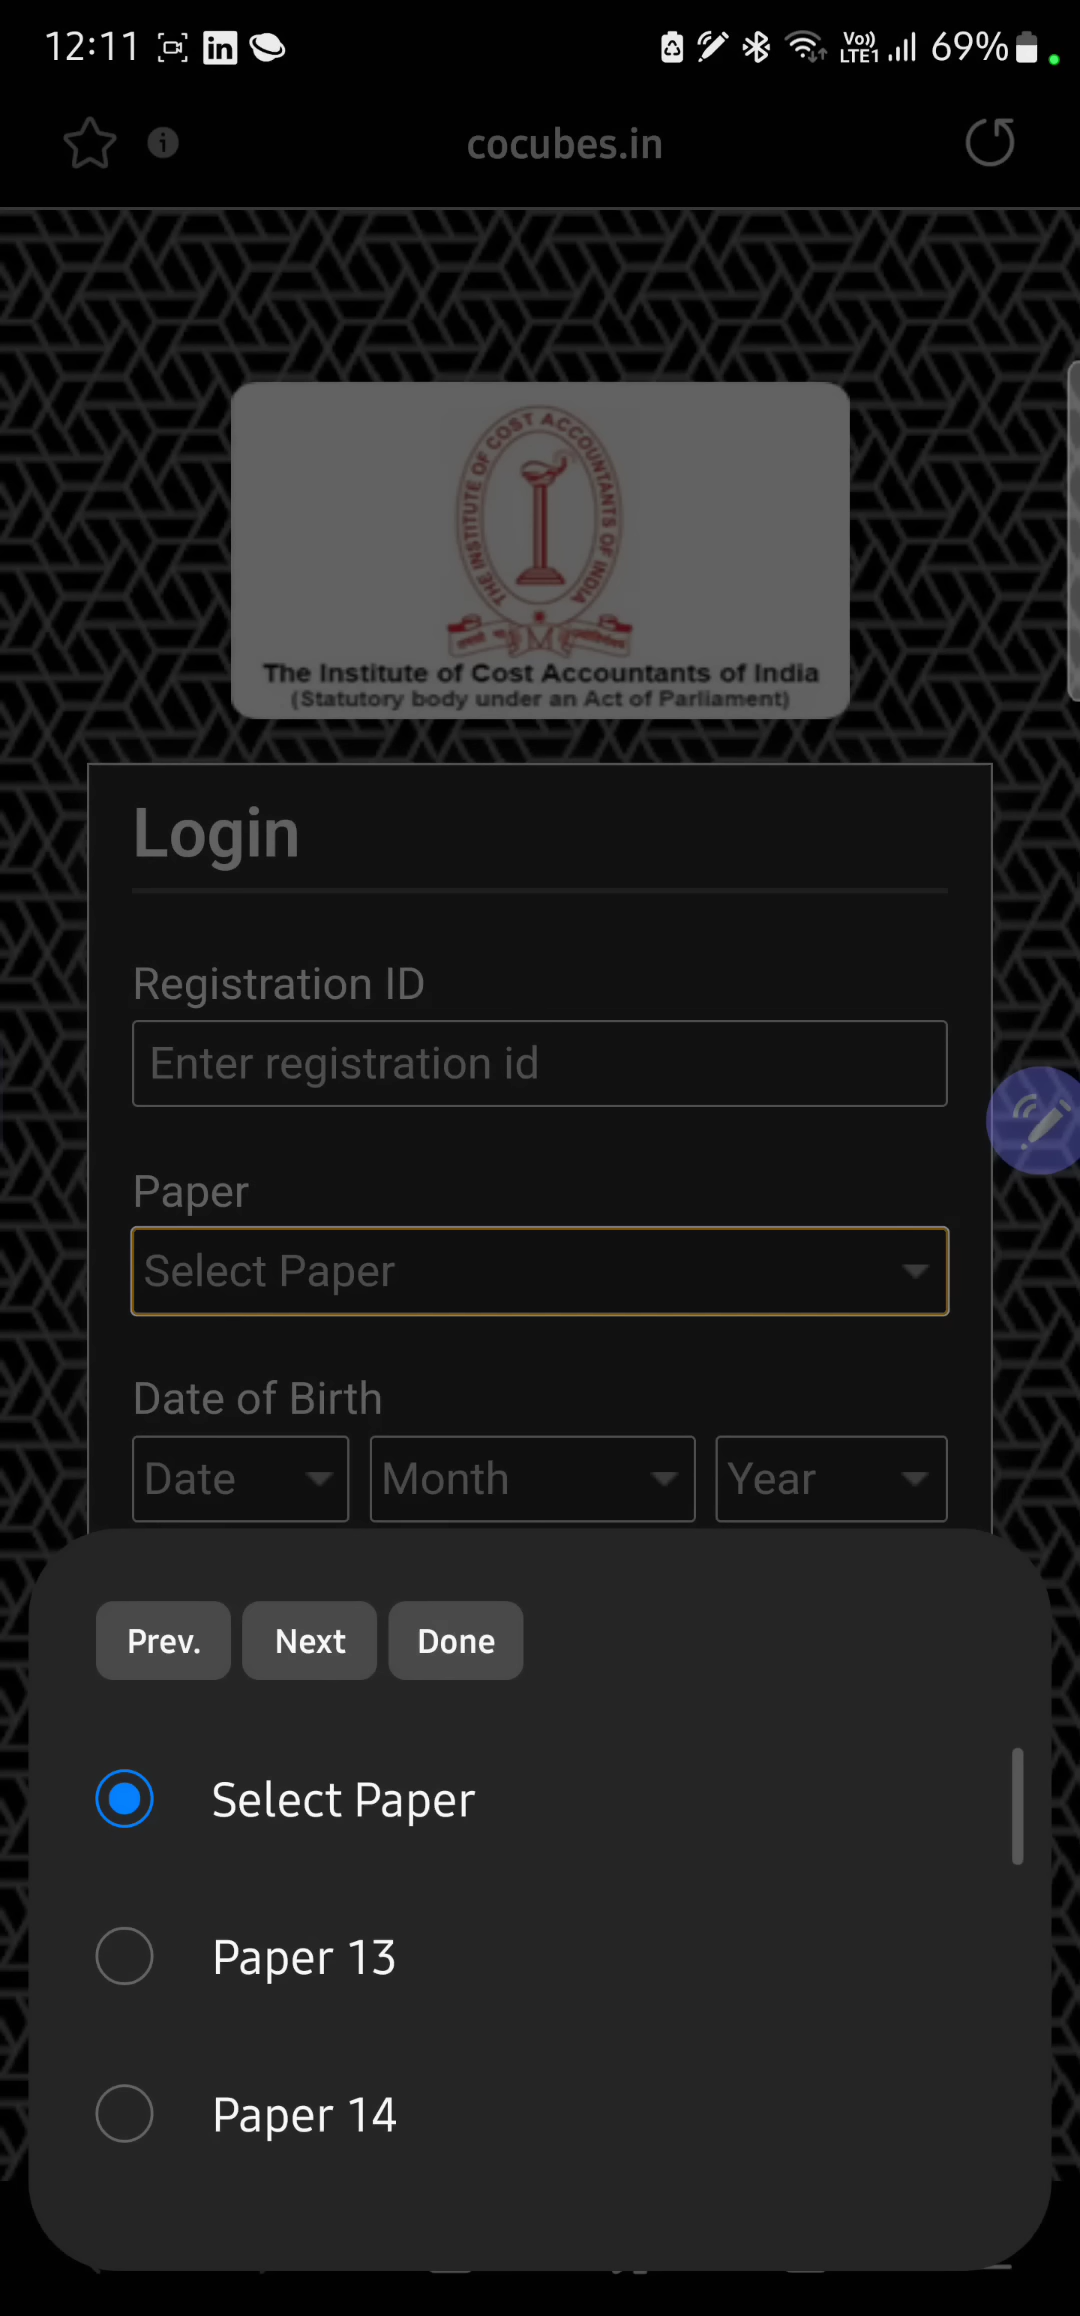 12:11
Vo)) LTE1 69%
cocubes.in
THE INSTITUTE OF COST ACCOUNTANTS OF INDIA
The Institute of Cost Accountants of India
(Statutory body under an Act of Parliament)
Login
Registration ID
Enter registration id
Paper
Select Paper
Date of Birth
Date Month Year
Prev. Next Done
Select Paper
Paper 13
Paper 14